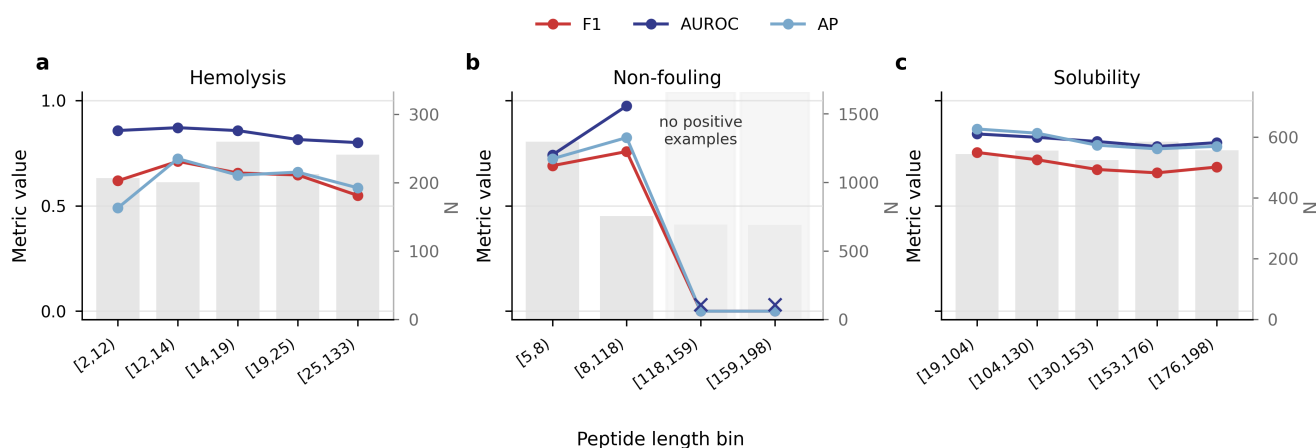 F1 AUROC AP
a
Hemolysis
Metric value
1.0
0.5
0.0
300
200
100
0
N
[2,12)
[12,14)
[14,19)
[19,25)
[25,133)
b
Non-fouling
Metric value
no positive
examples
1500
1000
500
0
N
[5,8)
[8,118)
[118,159)
[159,198)
c
Solubility
Metric value
600
400
200
0
N
[19,104)
[104,130)
[130,153)
[153,176)
[176,198)
Peptide length bin